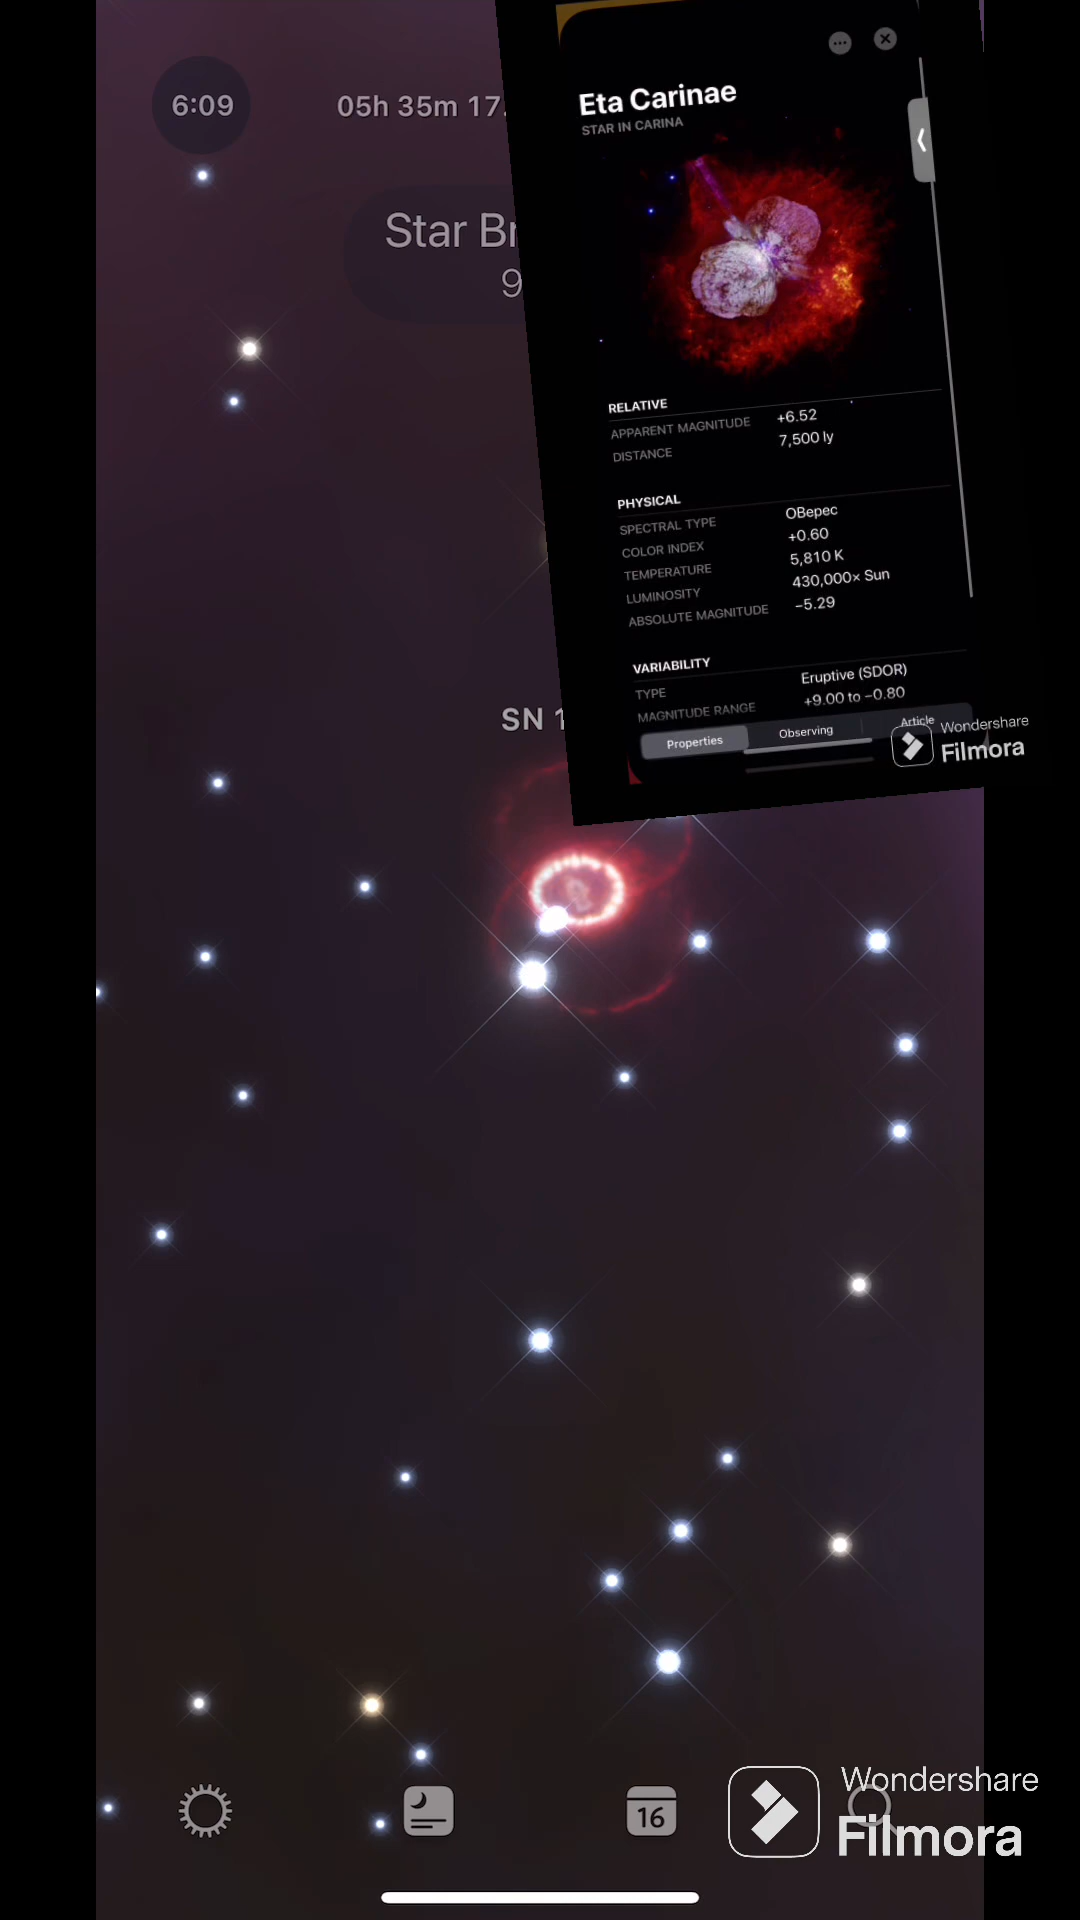 6:09
05h 35m 17.
Star Br
9
SN 1
Eta Carinae
STAR IN CARINA
RELATIVE
APPARENT MAGNITUDE +6.52
DISTANCE 7,500 ly
PHYSICAL
SPECTRAL TYPE OBepec
COLOR INDEX +0.60
TEMPERATURE 5,810 K
LUMINOSITY 430,000× Sun
ABSOLUTE MAGNITUDE −5.29
VARIABILITY
TYPE Eruptive (SDOR)
MAGNITUDE RANGE +9.00 to −0.80
Properties Observing Article
Wondershare
Filmora
16
Wondershare
Filmora